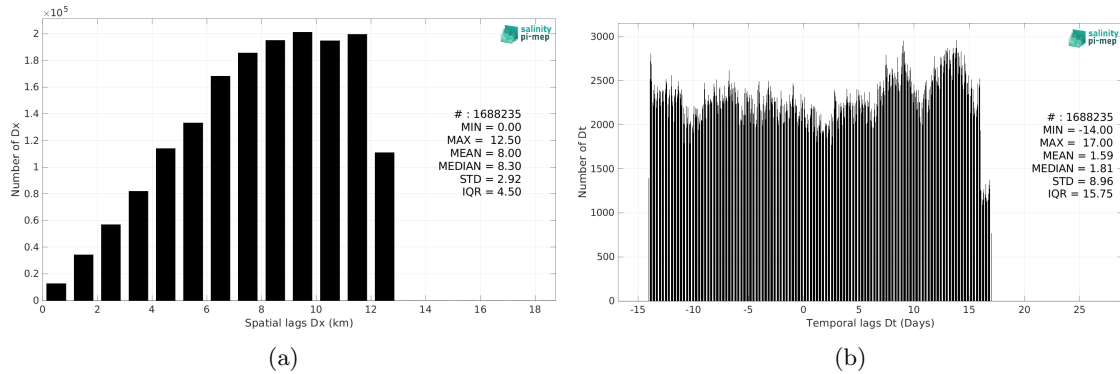 ×10^5
2
1.8
1.6
1.4
1.2
1
0.8
0.6
0.4
0.2
0
Number of Dx
0 2 4 6 8 10 12 14 16 18
Spatial lags Dx (km)
salinity
pi-mep
# : 1688235
MIN = 0.00
MAX = 12.50
MEAN = 8.00
MEDIAN = 8.30
STD = 2.92
IQR = 4.50
(a)
3000
2500
2000
1500
1000
500
0
Number of Dt
-15 -10 -5 0 5 10 15 20 25
Temporal lags Dt (Days)
salinity
pi-mep
# : 1688235
MIN = -14.00
MAX = 17.00
MEAN = 1.59
MEDIAN = 1.81
STD = 8.96
IQR = 15.75
(b)